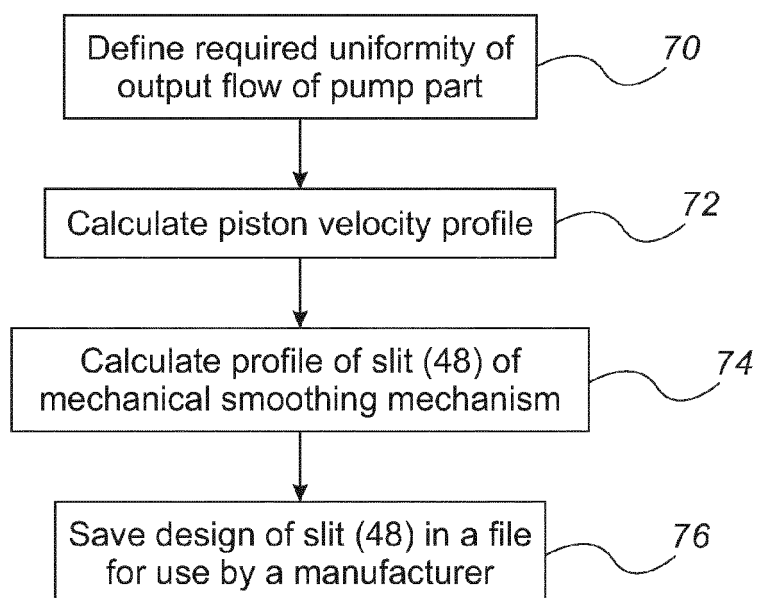 Define required uniformity of
output flow of pump part
70
Calculate piston velocity profile
72
Calculate profile of slit (48) of
mechanical smoothing mechanism
74
Save design of slit (48) in a file
for use by a manufacturer
76